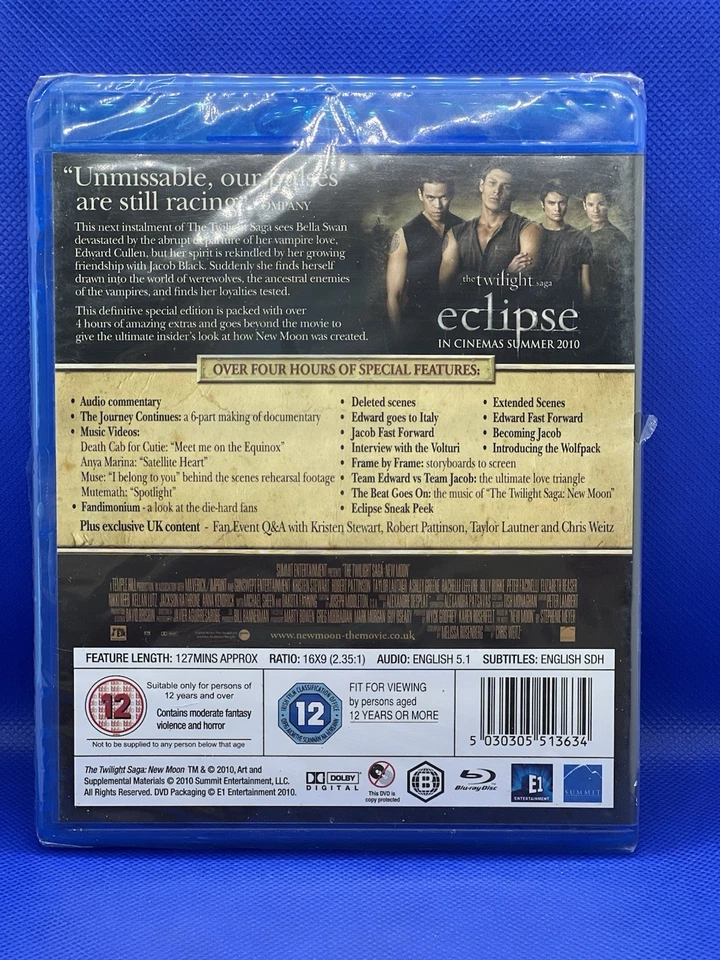 "Unmissable, our pulses
are still racing" COMPANY
This next instalment of The Twilight Saga sees Bella Swan
devastated by the abrupt departure of her vampire love,
Edward Cullen, but her spirit is rekindled by her growing
friendship with Jacob Black. Suddenly she finds herself
drawn into the world of werewolves, the ancestral enemies
of the vampires, and finds her loyalties tested.
This definitive special edition is packed with over
4 hours of amazing extras and goes beyond the movie to
give the ultimate insider's look at how New Moon was created.
the twilight saga
eclipse
IN CINEMAS SUMMER 2010
OVER FOUR HOURS OF SPECIAL FEATURES:
• Audio commentary
• The Journey Continues: a 6-part making of documentary
• Music Videos:
Death Cab for Cutie: "Meet me on the Equinox"
Anya Marina: "Satellite Heart"
Muse: "I belong to you" behind the scenes rehearsal footage
Mutemath: "Spotlight"
• Fandimonium - a look at the die-hard fans
• Deleted scenes
• Edward goes to Italy
• Jacob Fast Forward
• Interview with the Volturi
• Frame by Frame: storyboards to screen
• Team Edward vs Team Jacob: the ultimate love triangle
• The Beat Goes On: the music of "The Twilight Saga: New Moon"
• Eclipse Sneak Peek
• Extended Scenes
• Edward Fast Forward
• Becoming Jacob
• Introducing the Wolfpack
Plus exclusive UK content - Fan Event Q&A with Kristen Stewart, Robert Pattinson, Taylor Lautner and Chris Weitz
SUMMIT ENTERTAINMENT PRESENTS "THE TWILIGHT SAGA: NEW MOON"
www.newmoon-themovie.co.uk
FEATURE LENGTH: 127MINS APPROX RATIO: 16X9 (2.35:1) AUDIO: ENGLISH 5.1 SUBTITLES: ENGLISH SDH
12
Suitable only for persons of
12 years and over
Contains moderate fantasy
violence and horror
Not to be supplied to any person below that age
12
FIT FOR VIEWING
by persons aged
12 YEARS OR MORE
5 030305 513634
The Twilight Saga: New Moon TM & © 2010, Art and
Supplemental Materials © 2010 Summit Entertainment, LLC.
All Rights Reserved. DVD Packaging © E1 Entertainment 2010.
DOLBY
DIGITAL
This DVD is
copy protected
B
Blu-ray Disc
E1
ENTERTAINMENT
SUMMIT